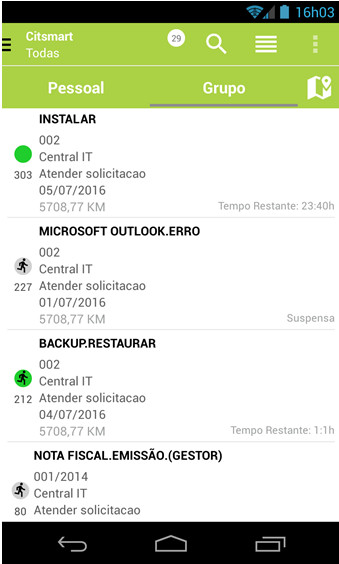 16h03
Citsmart
Todas
29
Pessoal
Grupo
INSTALAR
002
Central IT
303
Atender solicitacao
05/07/2016
5708,77 KM
Tempo Restante: 23:40h
MICROSOFT OUTLOOK.ERRO
002
Central IT
227
Atender solicitacao
01/07/2016
5708,77 KM
Suspensa
BACKUP.RESTAURAR
002
Central IT
212
Atender solicitacao
04/07/2016
5708,77 KM
Tempo Restante: 1:1h
NOTA FISCAL.EMISSÃO.(GESTOR)
001/2014
Central IT
80
Atender solicitacao